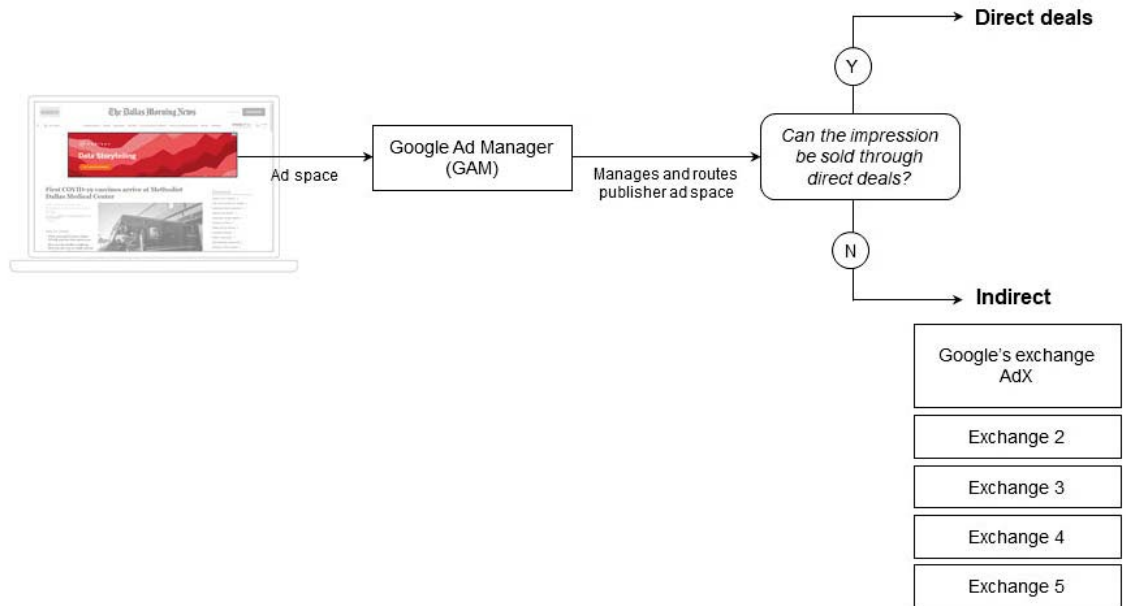 Direct deals
Y
The Dallas Morning News
Data Storytelling
First COVID-19 vaccines arrive at Methodist
Dallas Medical Center
Ad space
Google Ad Manager
(GAM)
Manages and routes
publisher ad space
Can the impression
be sold through
direct deals?
N
Indirect
Google's exchange
AdX
Exchange 2
Exchange 3
Exchange 4
Exchange 5